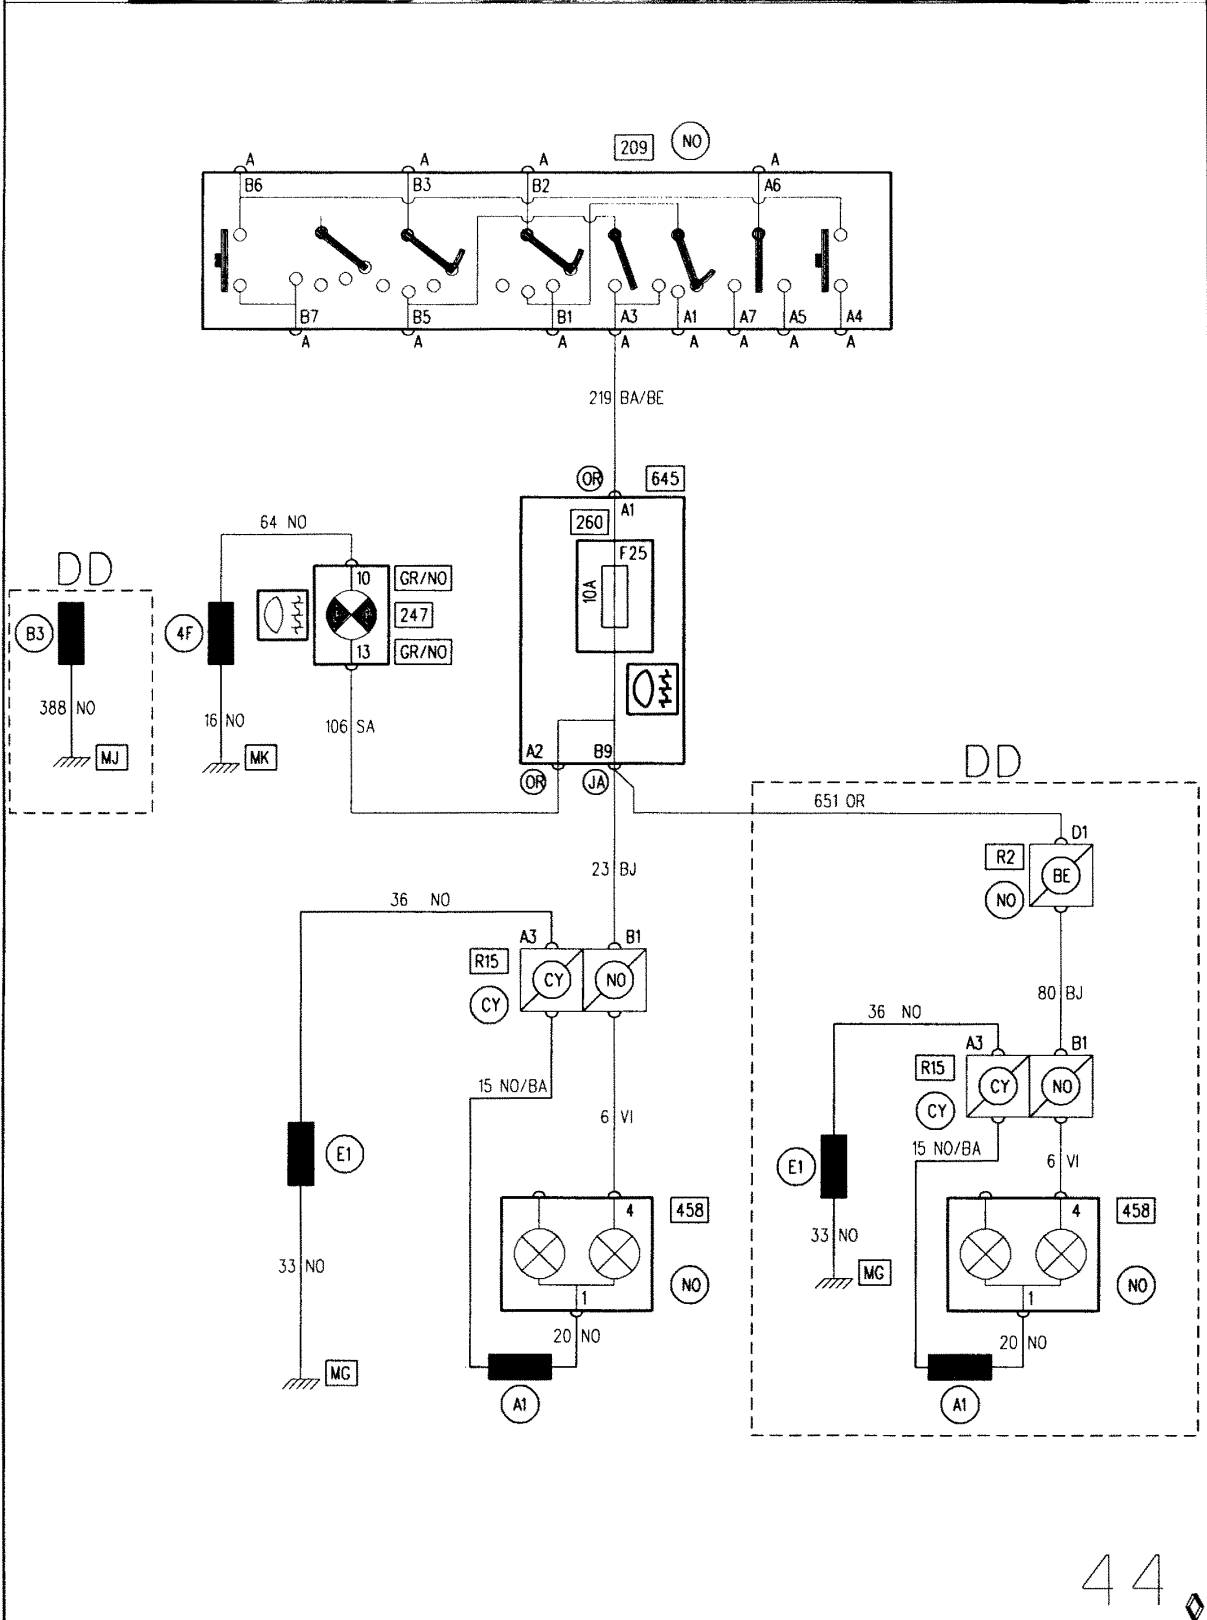 209 NO
A A A A
B6 B3 B2 A6
B7 B5 B1 A3 A1 A7 A5 A4
A A A A A A A A
219 BA/BE
OR 645
A1
260
F25
10A
64 NO
DD
10 GR/NO
B3 4F 247
13 GR/NO
388 NO 16 NO 106 SA
MJ MK
A2 B9
OR JA
DD
651 OR
D1
R2 BE
NO
23 BJ
36 NO
A3 B1
R15 CY NO
CY
80 BJ
36 NO
A3 B1
R15 CY NO
CY
15 NO/BA
6 VI
E1
15 NO/BA
6 VI
E1
4 458
4 458
33 NO
MG
33 NO
NO
NO
1
1
20 NO
20 NO
MG
A1
A1
44